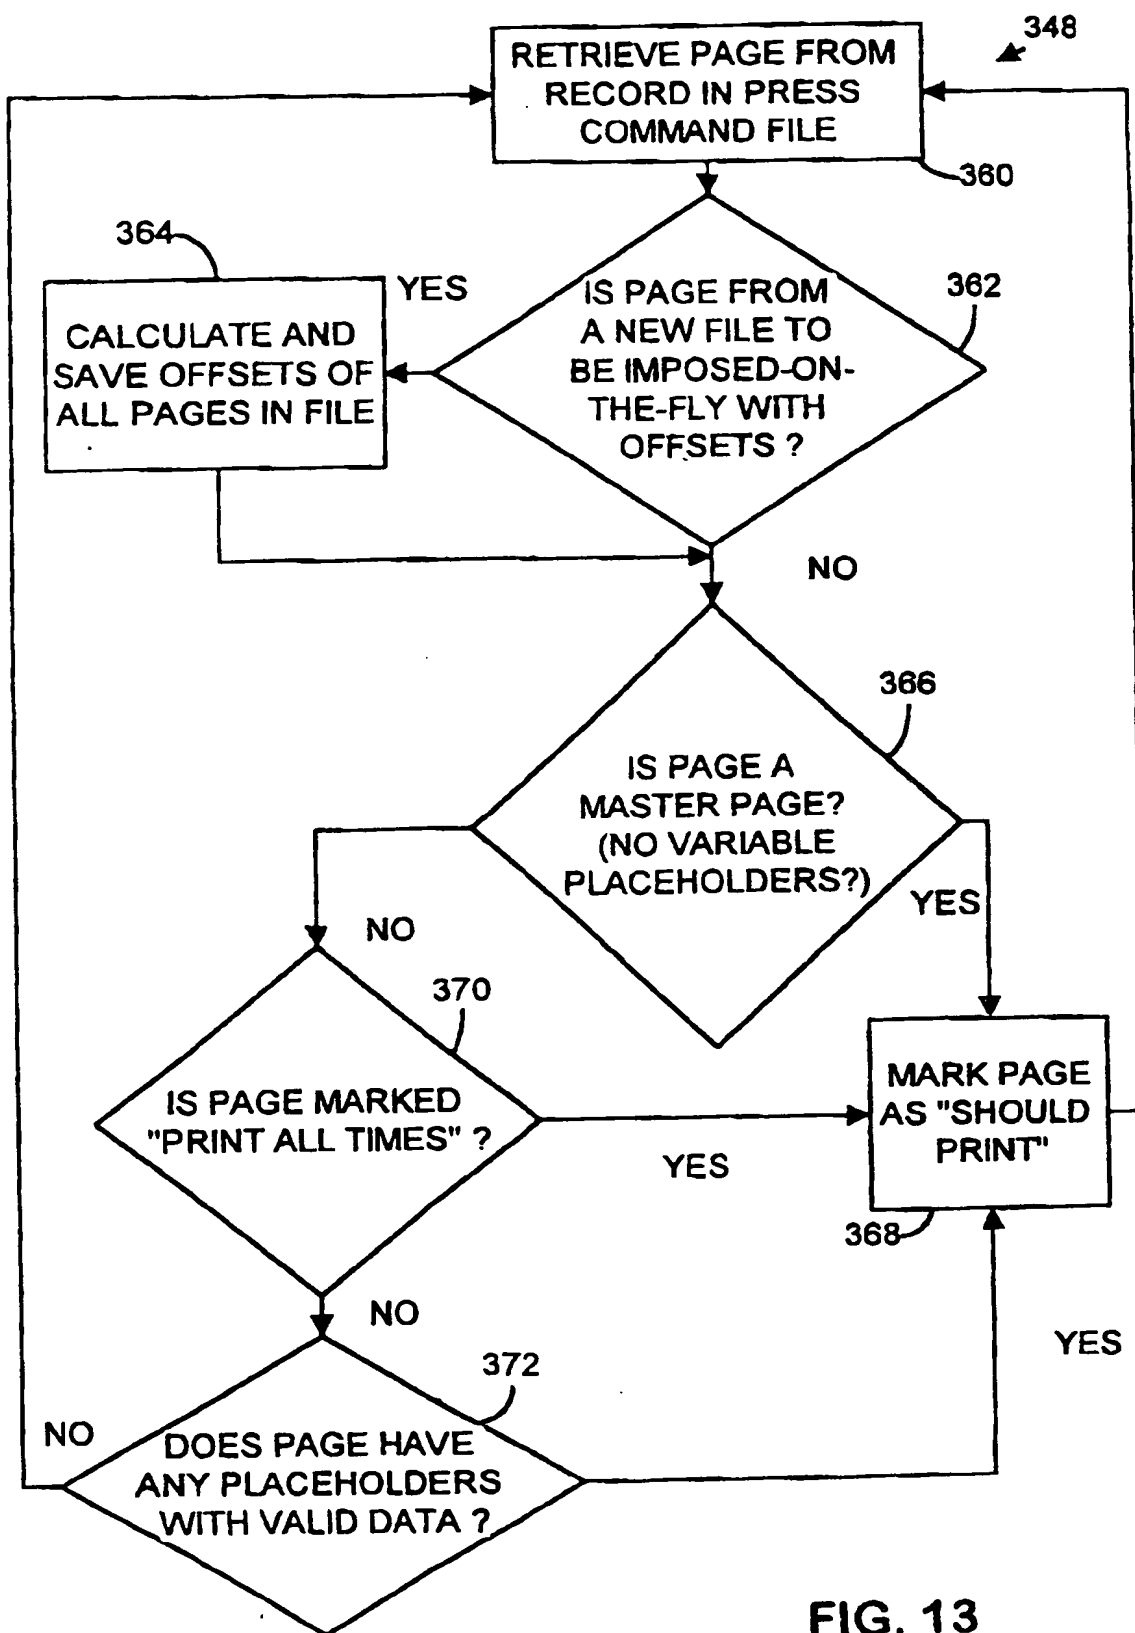 348
RETRIEVE PAGE FROM
RECORD IN PRESS
COMMAND FILE
360
364
YES
IS PAGE FROM
A NEW FILE TO
BE IMPOSED-ON-
THE-FLY WITH
OFFSETS ?
362
CALCULATE AND
SAVE OFFSETS OF
ALL PAGES IN FILE
NO
366
IS PAGE A
MASTER PAGE?
(NO VARIABLE
PLACEHOLDERS?)
YES
NO
370
IS PAGE MARKED
"PRINT ALL TIMES" ?
YES
MARK PAGE
AS "SHOULD
PRINT"
368
NO
372
YES
NO
DOES PAGE HAVE
ANY PLACEHOLDERS
WITH VALID DATA ?
FIG. 13